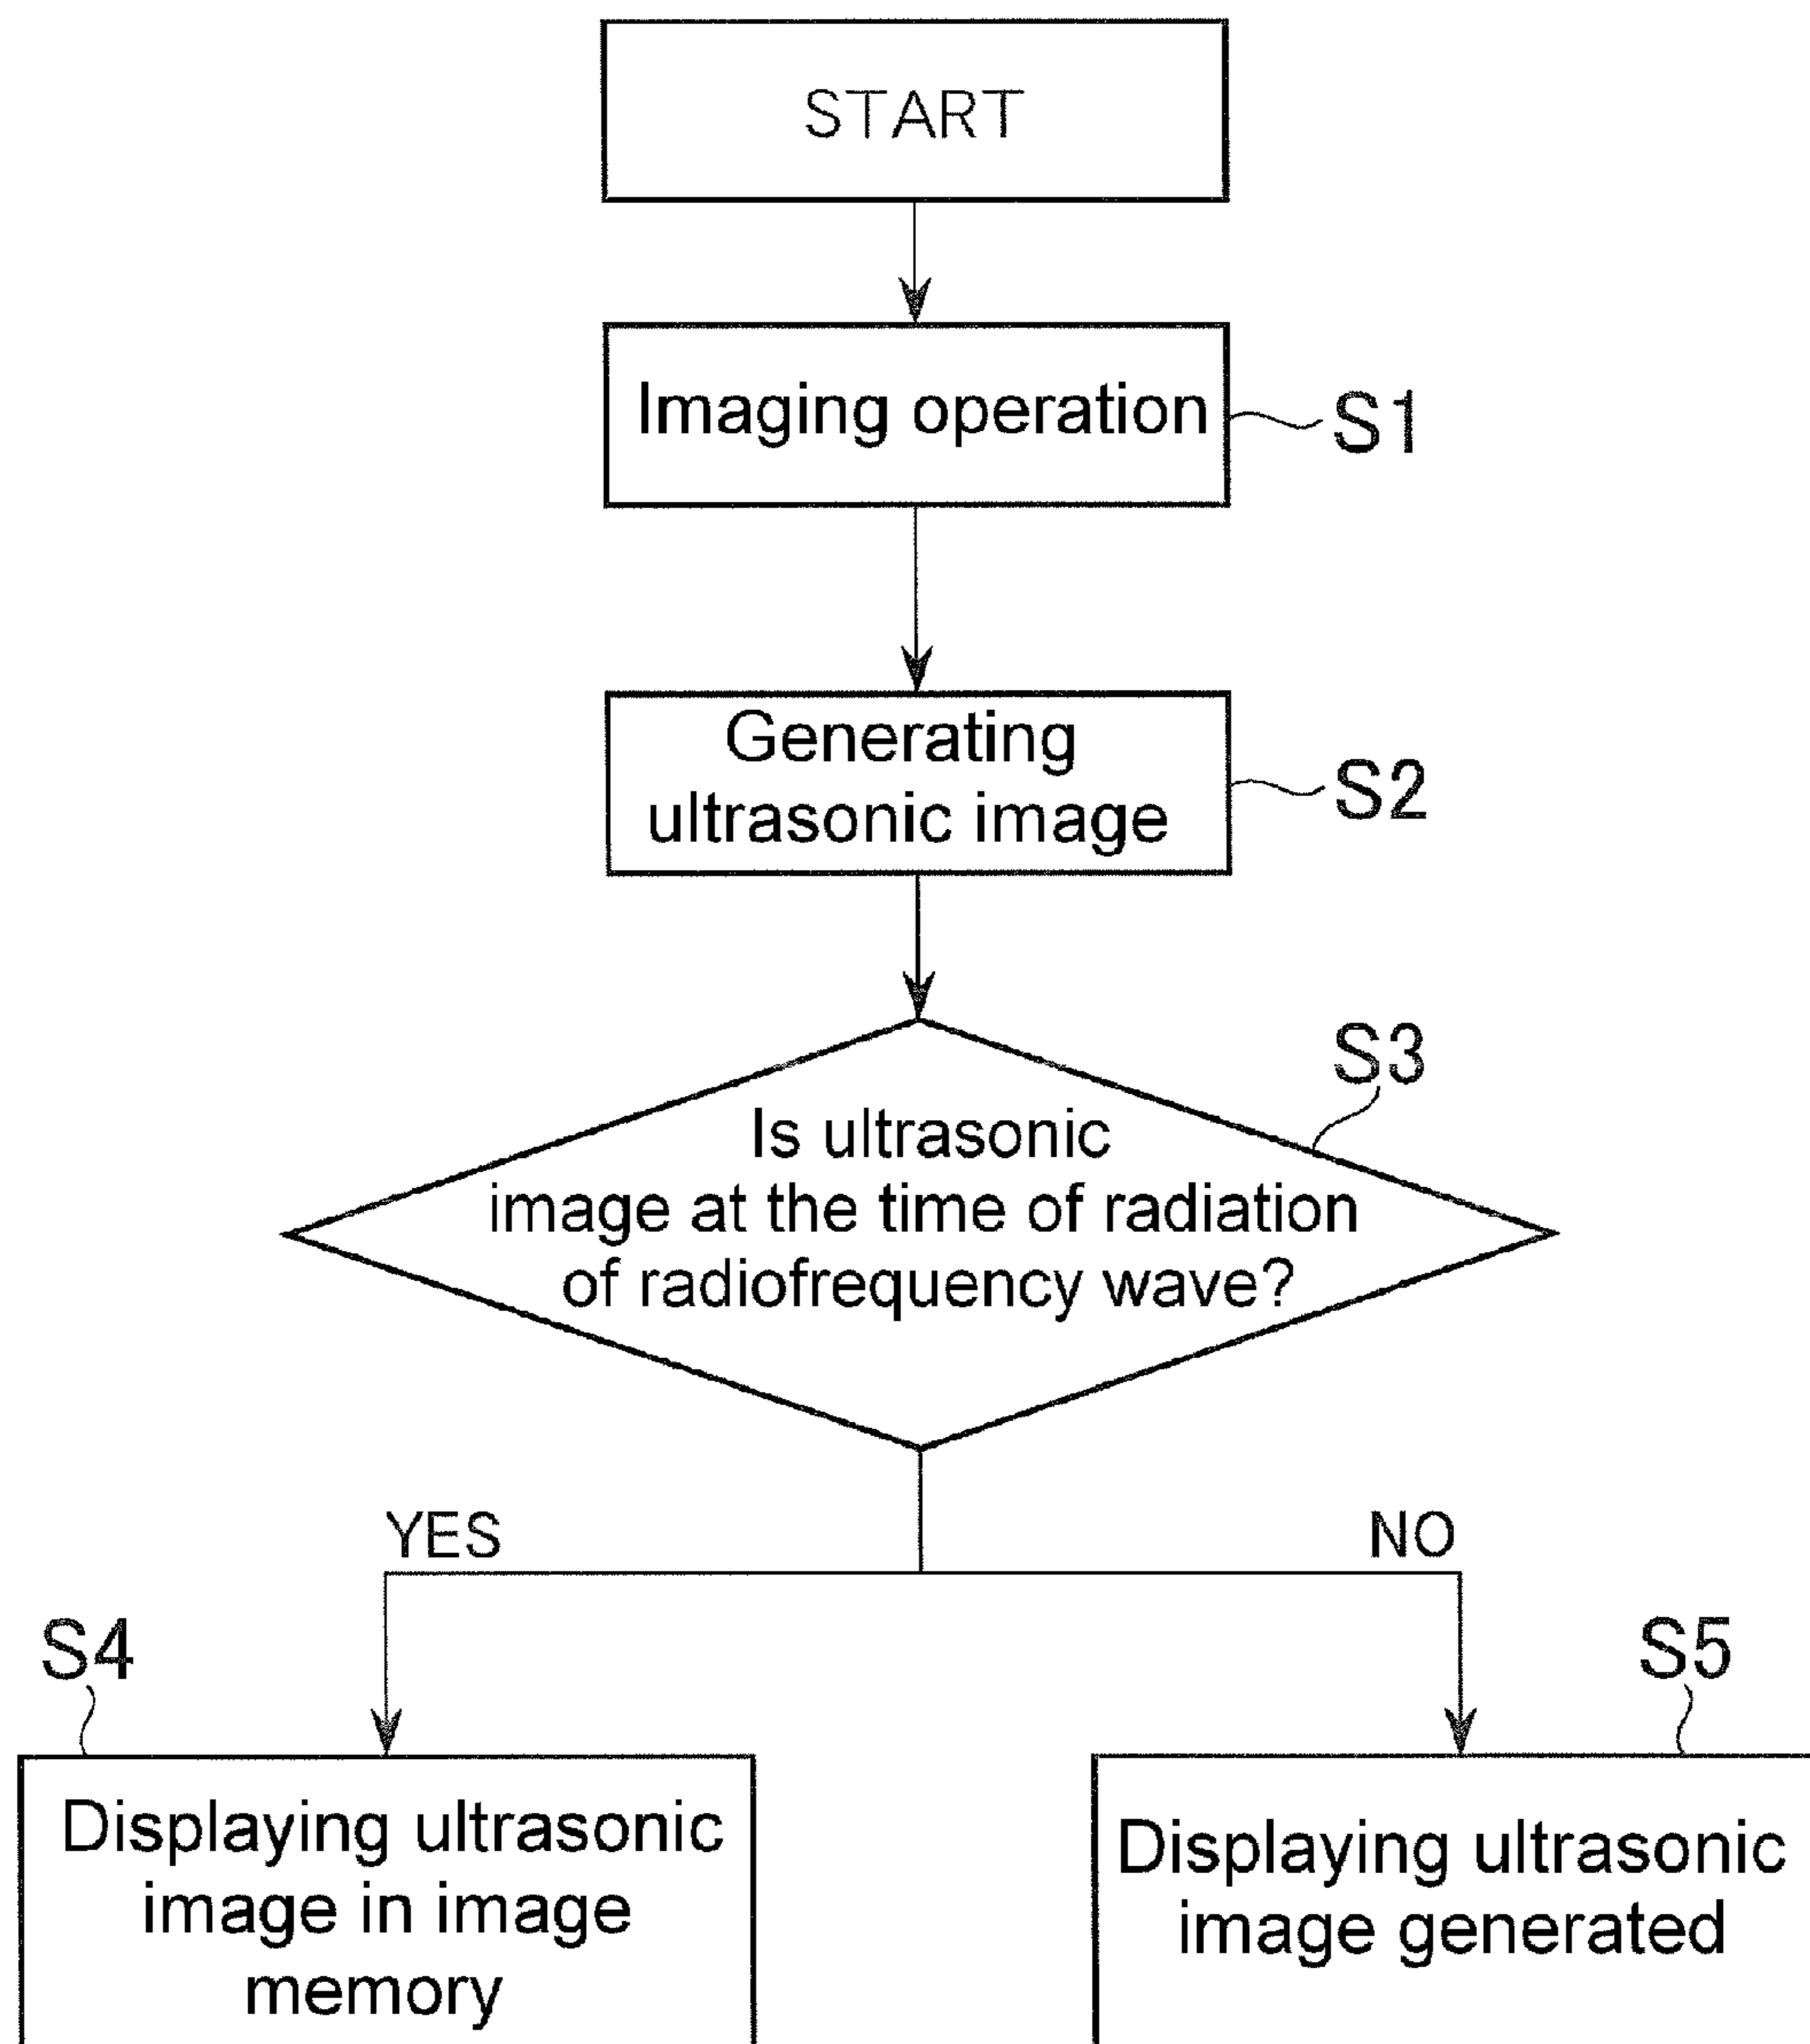 START
Imaging operation
S1
Generating
ultrasonic image
S2
S3
Is ultrasonic
image at the time of radiation
of radiofrequency wave?
YES
NO
S4
S5
Displaying ultrasonic
image in image
memory
Displaying ultrasonic
image generated